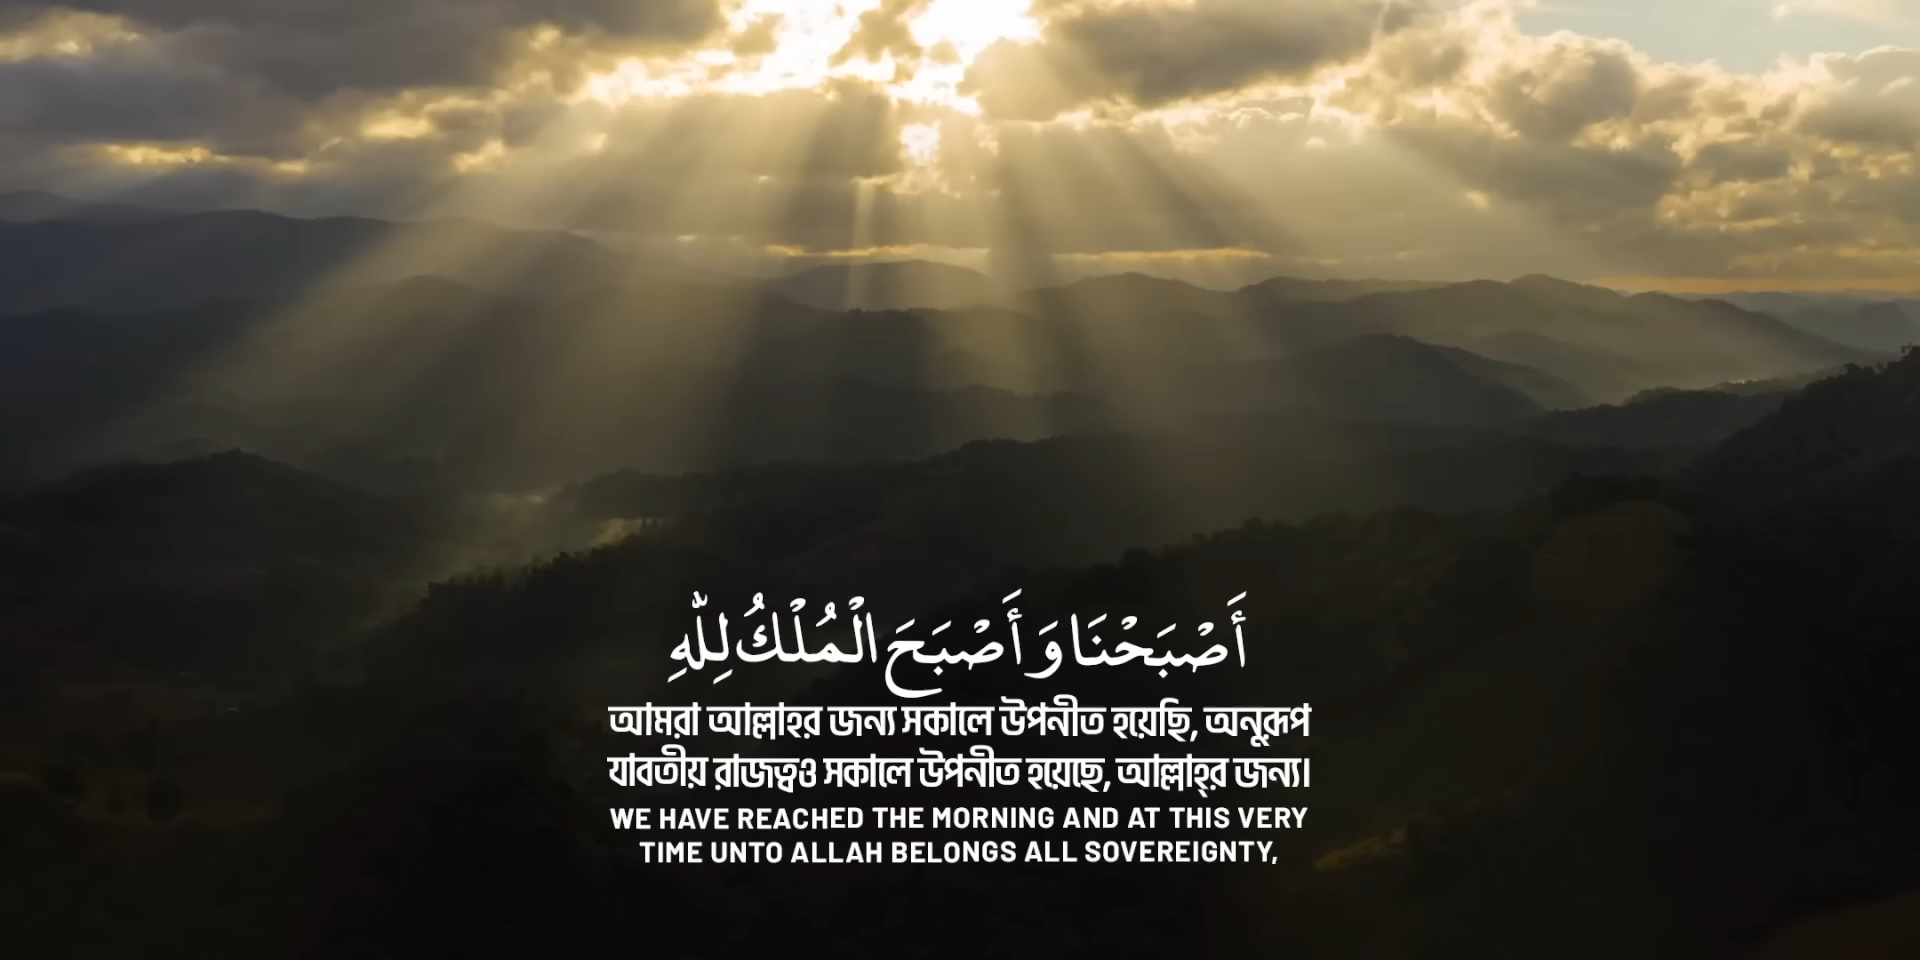 أَصْبَحْنَا وَ أَصْبَحَ الْمُلْكُ لِلّٰهِ
আমরা আল্লাহর জন্য সকালে উপনীত হয়েছি, অনুরূপ
যাবতীয় রাজত্বও সকালে উপনীত হয়েছে, আল্লাহ্‌র জন্য।
WE HAVE REACHED THE MORNING AND AT THIS VERY
TIME UNTO ALLAH BELONGS ALL SOVEREIGNTY,